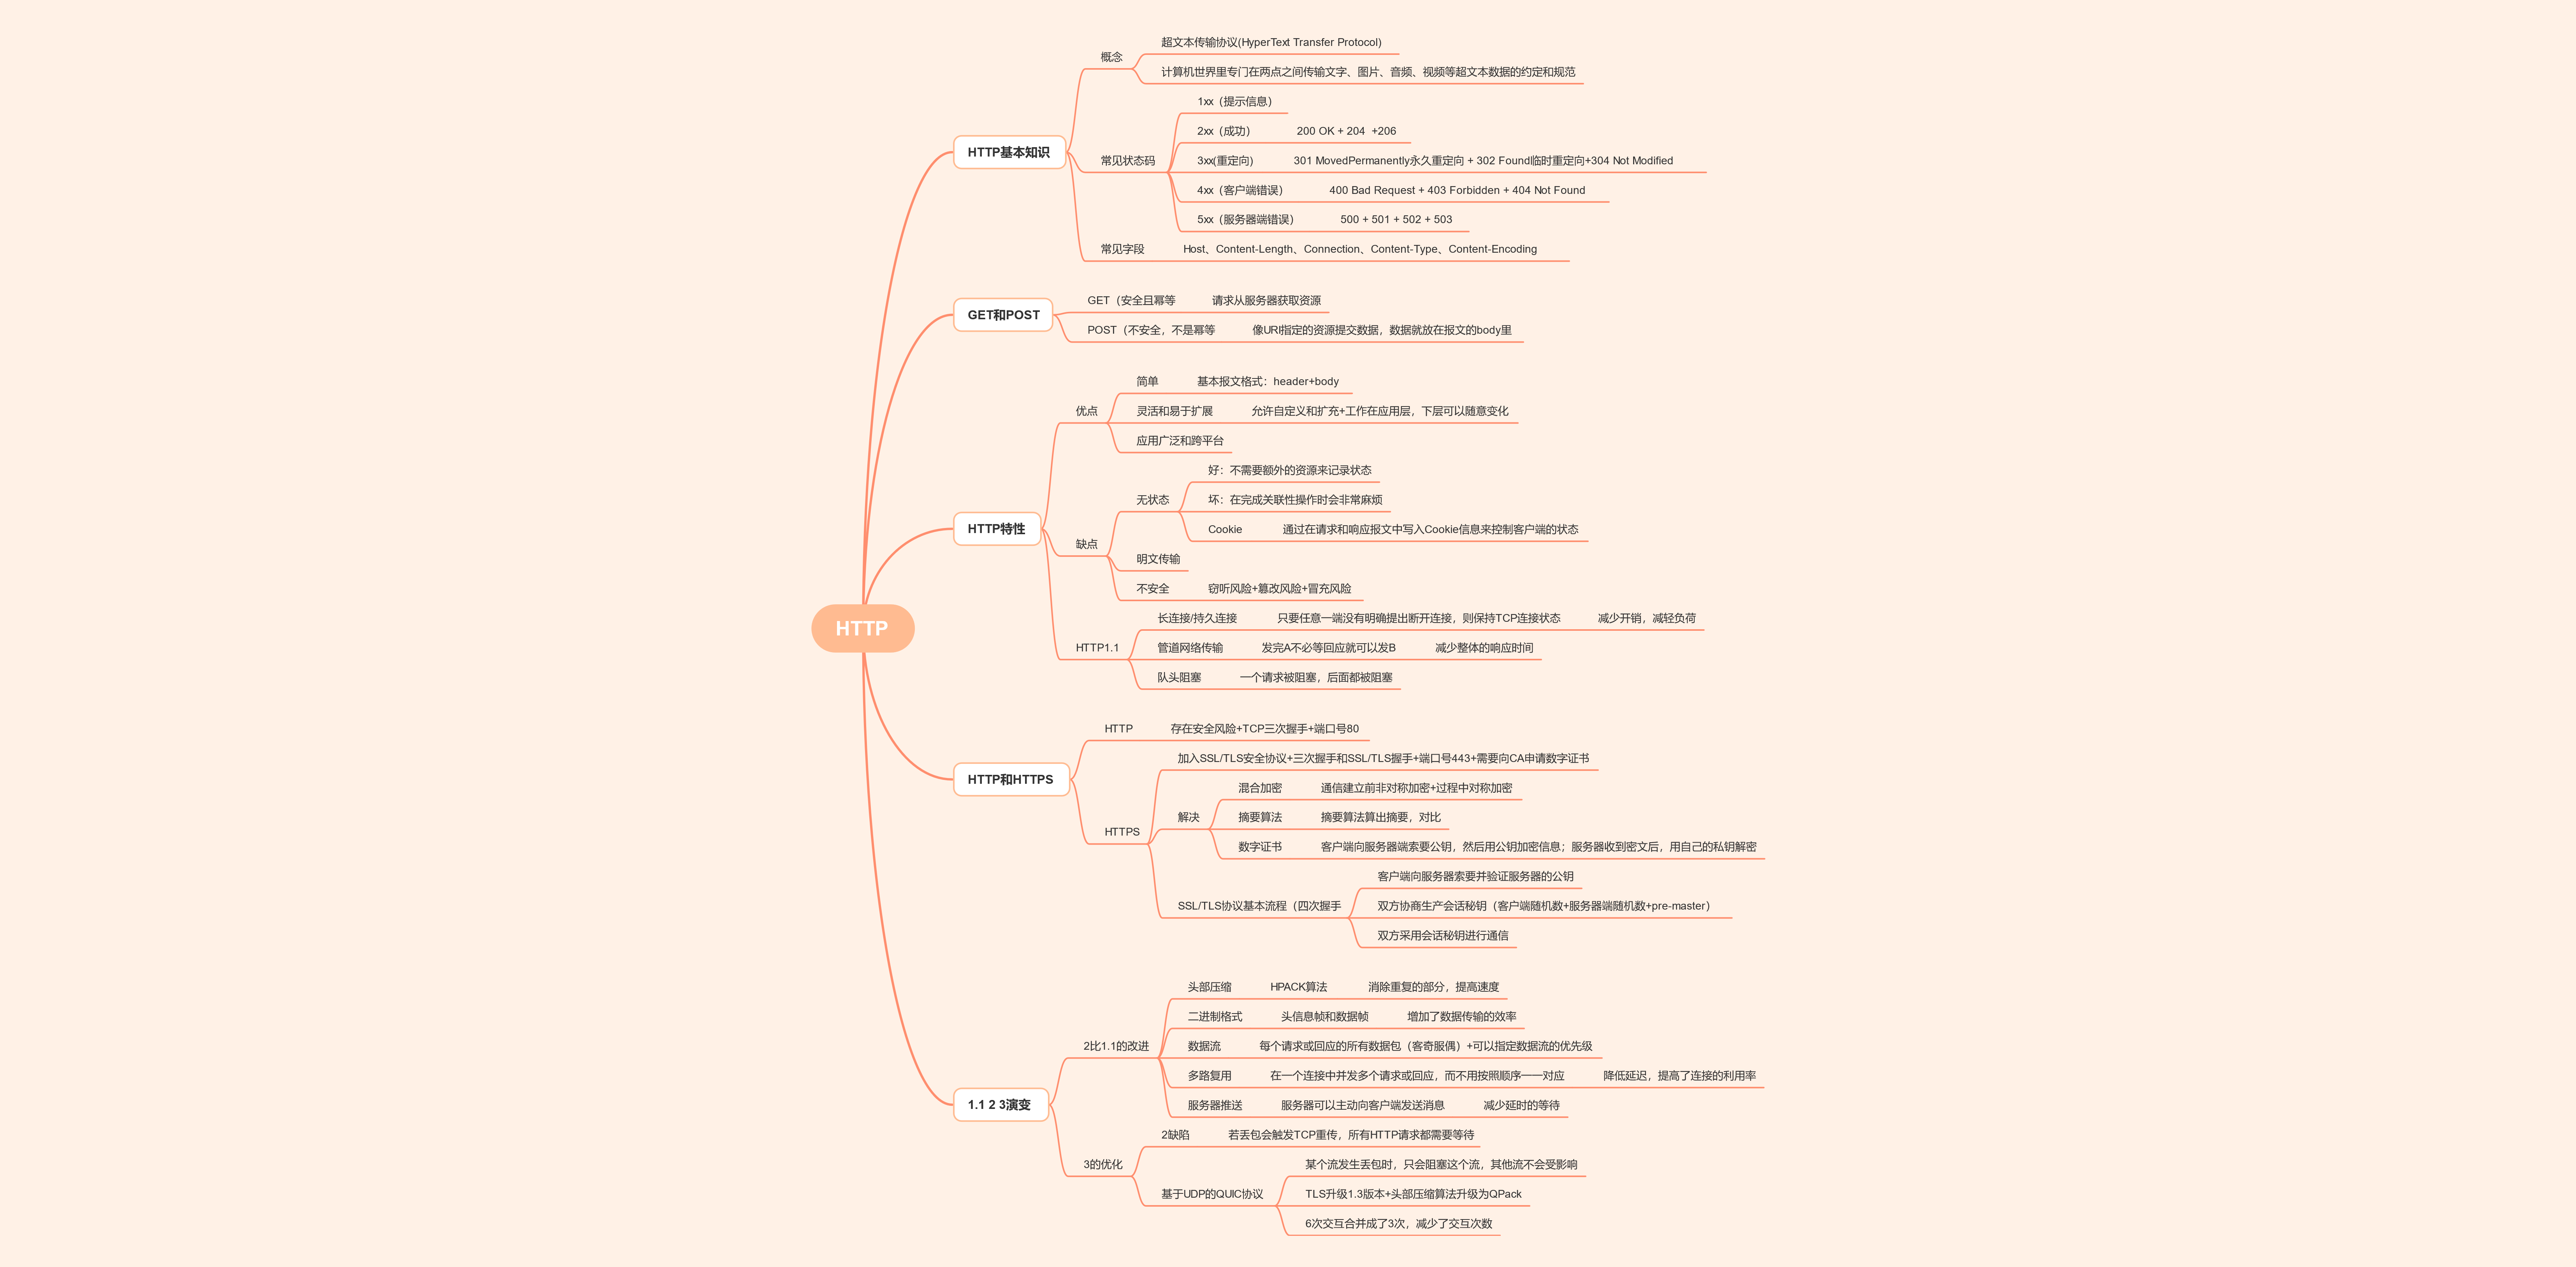 HTTP
HTTP基本知识
概念
超文本传输协议(HyperText Transfer Protocol)
计算机世界里专门在两点之间传输文字、图片、音频、视频等超文本数据的约定和规范
常见状态码
1xx（提示信息）
2xx（成功） 200 OK + 204 +206
3xx(重定向) 301 MovedPermanently永久重定向 + 302 Found临时重定向+304 Not Modified
4xx（客户端错误） 400 Bad Request + 403 Forbidden + 404 Not Found
5xx（服务器端错误） 500 + 501 + 502 + 503
常见字段 Host、Content-Length、Connection、Content-Type、Content-Encoding
GET和POST
GET（安全且幂等 请求从服务器获取资源
POST（不安全，不是幂等 像URI指定的资源提交数据，数据就放在报文的body里
HTTP特性
优点
简单 基本报文格式：header+body
灵活和易于扩展 允许自定义和扩充+工作在应用层，下层可以随意变化
应用广泛和跨平台
缺点
无状态
好：不需要额外的资源来记录状态
坏：在完成关联性操作时会非常麻烦
Cookie 通过在请求和响应报文中写入Cookie信息来控制客户端的状态
明文传输
不安全 窃听风险+篡改风险+冒充风险
HTTP1.1
长连接/持久连接 只要任意一端没有明确提出断开连接，则保持TCP连接状态 减少开销，减轻负荷
管道网络传输 发完A不必等回应就可以发B 减少整体的响应时间
队头阻塞 一个请求被阻塞，后面都被阻塞
HTTP和HTTPS
HTTP 存在安全风险+TCP三次握手+端口号80
HTTPS
加入SSL/TLS安全协议+三次握手和SSL/TLS握手+端口号443+需要向CA申请数字证书
解决
混合加密 通信建立前非对称加密+过程中对称加密
摘要算法 摘要算法算出摘要，对比
数字证书 客户端向服务器端索要公钥，然后用公钥加密信息；服务器收到密文后，用自己的私钥解密
SSL/TLS协议基本流程（四次握手
客户端向服务器索要并验证服务器的公钥
双方协商生产会话秘钥（客户端随机数+服务器端随机数+pre-master）
双方采用会话秘钥进行通信
1.1 2 3演变
2比1.1的改进
头部压缩 HPACK算法 消除重复的部分，提高速度
二进制格式 头信息帧和数据帧 增加了数据传输的效率
数据流 每个请求或回应的所有数据包（客奇服偶）+可以指定数据流的优先级
多路复用 在一个连接中并发多个请求或回应，而不用按照顺序一一对应 降低延迟，提高了连接的利用率
服务器推送 服务器可以主动向客户端发送消息 减少延时的等待
3的优化
2缺陷 若丢包会触发TCP重传，所有HTTP请求都需要等待
基于UDP的QUIC协议
某个流发生丢包时，只会阻塞这个流，其他流不会受影响
TLS升级1.3版本+头部压缩算法升级为QPack
6次交互合并成了3次，减少了交互次数